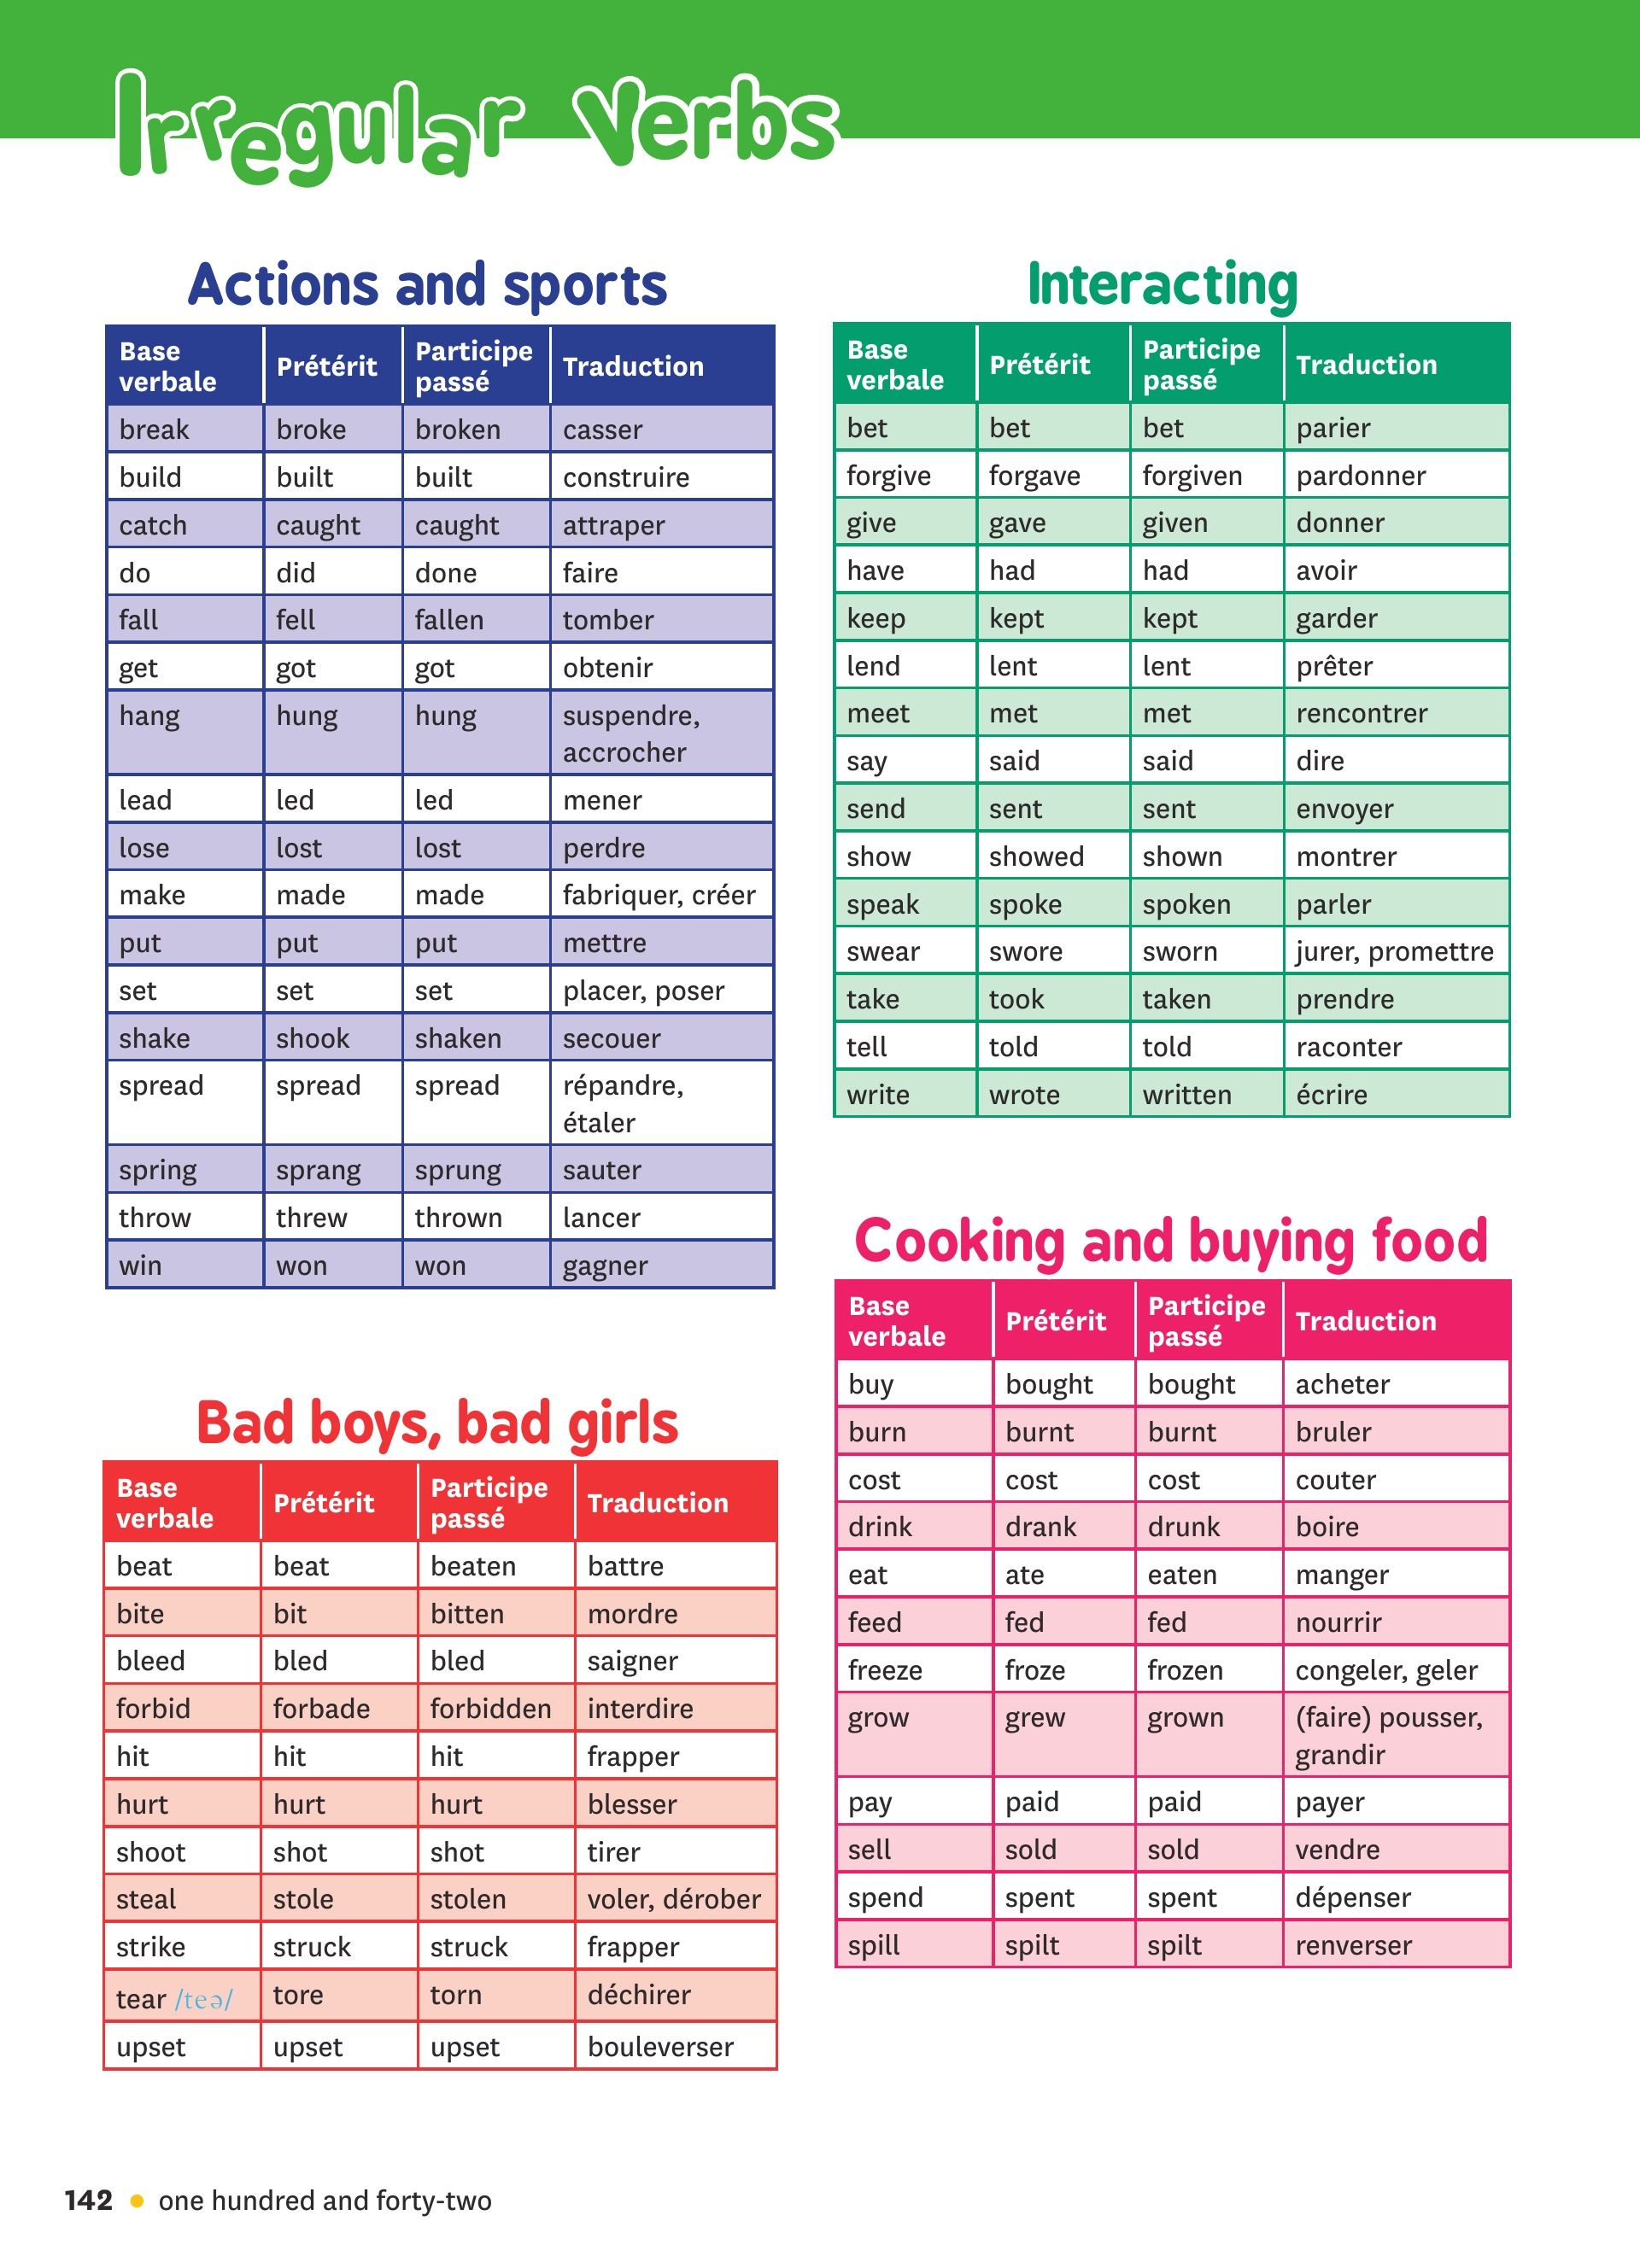 Irregular Verbs
Actions and sports
Base verbale Prétérit Participe passé Traduction
break broke broken casser
build built built construire
catch caught caught attraper
do did done faire
fall fell fallen tomber
get got got obtenir
hang hung hung suspendre,
accrocher
lead led led mener
lose lost lost perdre
make made made fabriquer, créer
put put put mettre
set set set placer, poser
shake shook shaken secouer
spread spread spread répandre,
étaler
spring sprang sprung sauter
throw threw thrown lancer
win won won gagner
Bad boys, bad girls
Base verbale Prétérit Participe passé Traduction
beat beat beaten battre
bite bit bitten mordre
bleed bled bled saigner
forbid forbade forbidden interdire
hit hit hit frapper
hurt hurt hurt blesser
shoot shot shot tirer
steal stole stolen voler, dérober
strike struck struck frapper
tear /teə/ tore torn déchirer
upset upset upset bouleverser
Interacting
Base verbale Prétérit Participe passé Traduction
bet bet bet parier
forgive forgave forgiven pardonner
give gave given donner
have had had avoir
keep kept kept garder
lend lent lent prêter
meet met met rencontrer
say said said dire
send sent sent envoyer
show showed shown montrer
speak spoke spoken parler
swear swore sworn jurer, promettre
take took taken prendre
tell told told raconter
write wrote written écrire
Cooking and buying food
Base verbale Prétérit Participe passé Traduction
buy bought bought acheter
burn burnt burnt bruler
cost cost cost couter
drink drank drunk boire
eat ate eaten manger
feed fed fed nourrir
freeze froze frozen congeler, geler
grow grew grown (faire) pousser,
grandir
pay paid paid payer
sell sold sold vendre
spend spent spent dépenser
spill spilt spilt renverser
142 • one hundred and forty-two